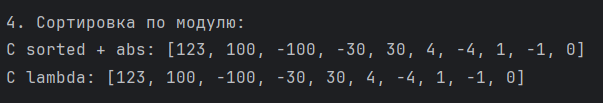 4. Сортировка по модулю:
С sorted + abs: [123, 100, -100, -30, 30, 4, -4, 1, -1, 0]
С lambda: [123, 100, -100, -30, 30, 4, -4, 1, -1, 0]